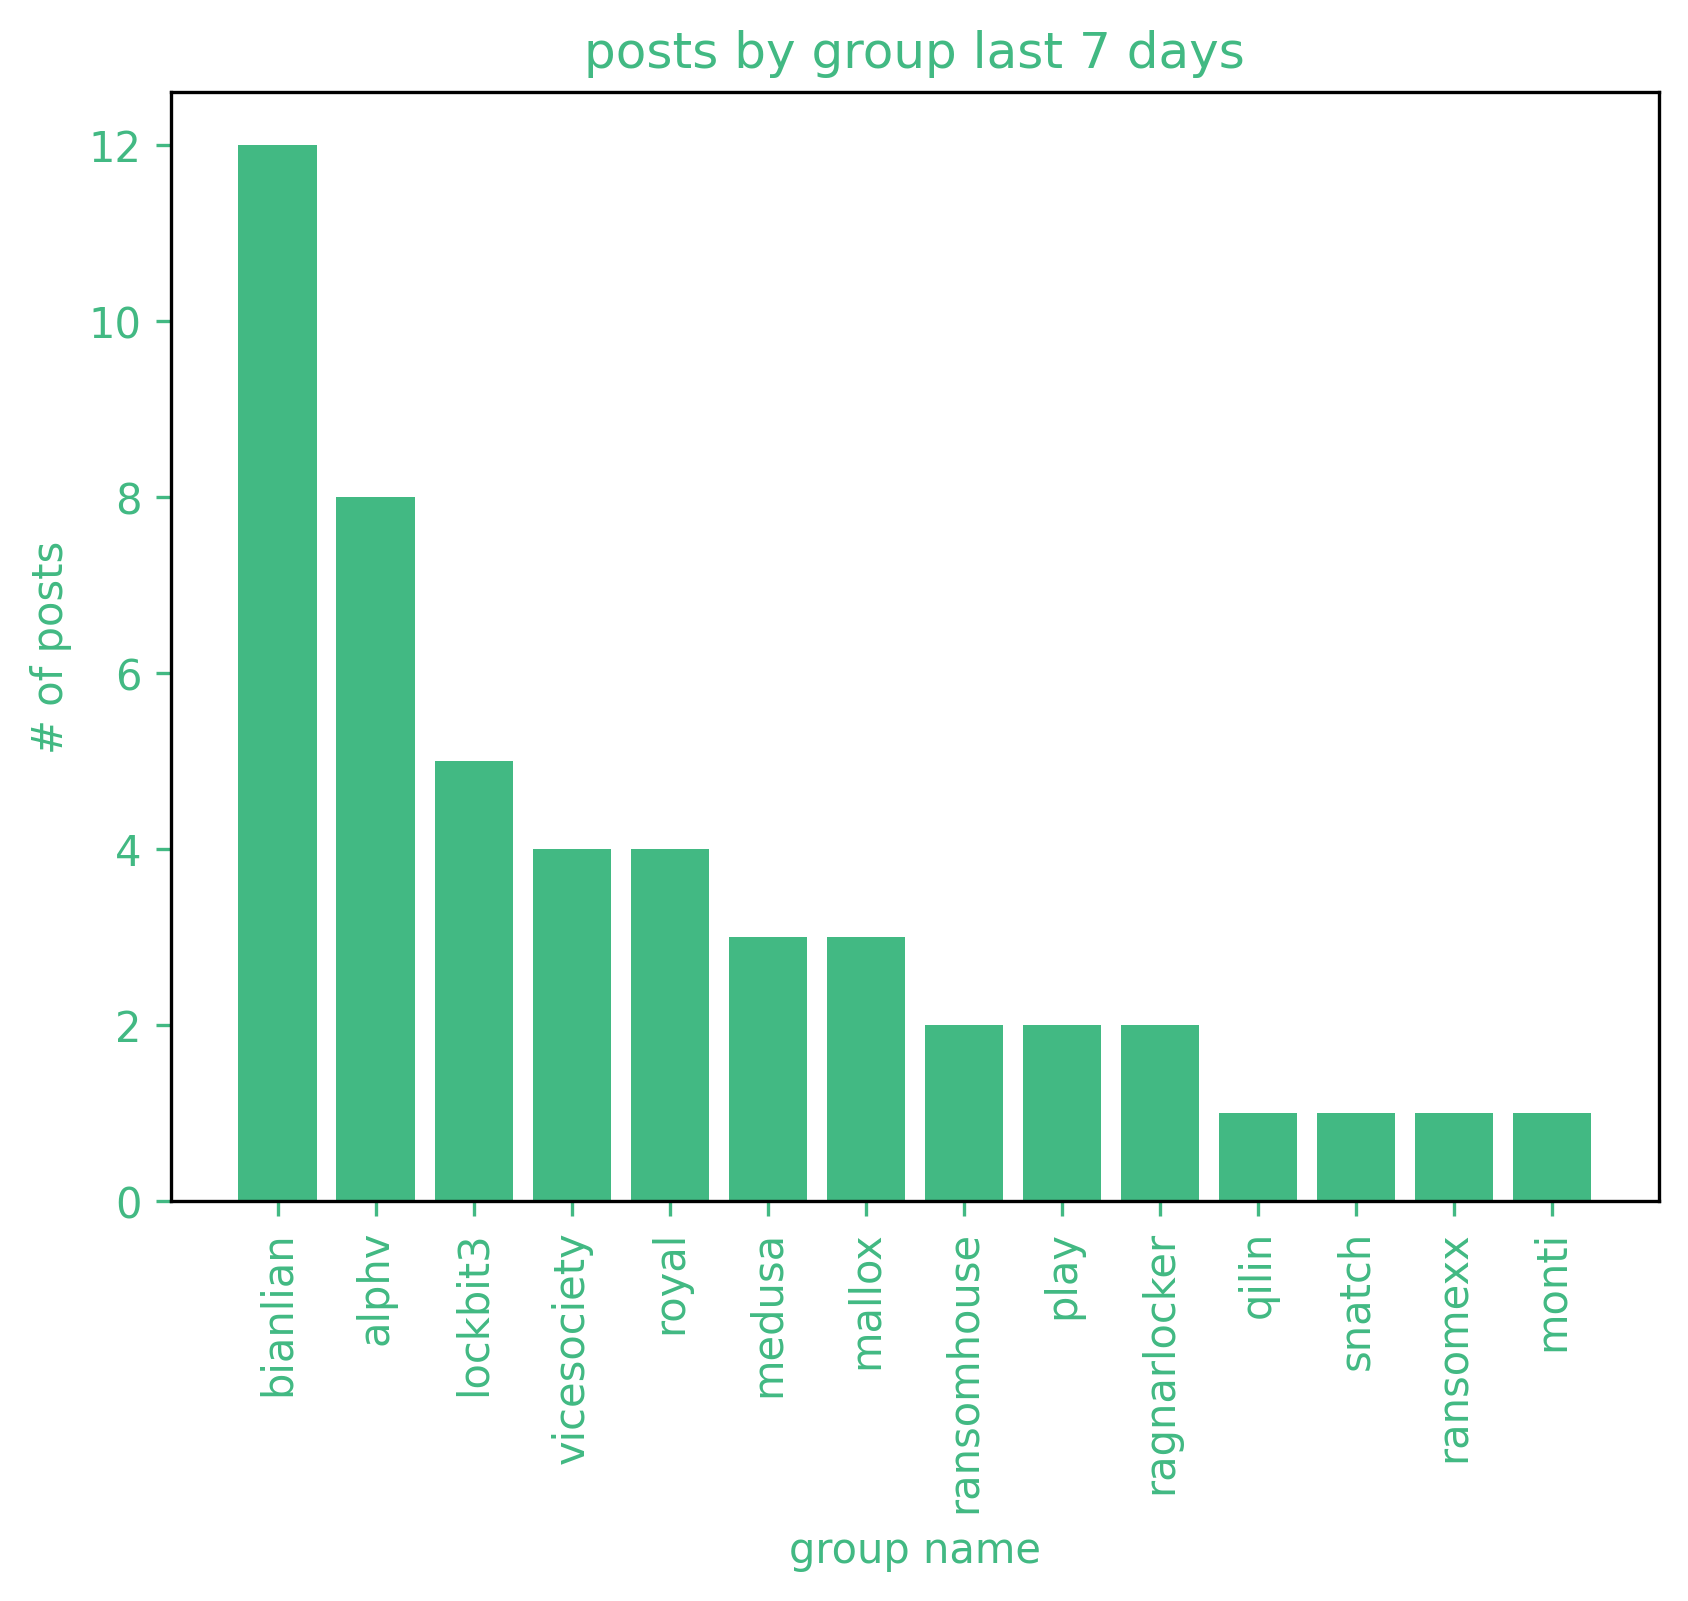 posts by group last 7 days
# of posts
12
10
8
6
4
2
0
bianlian
alphv
lockbit3
vicesociety
royal
medusa
mallox
ransomhouse
play
ragnarlocker
qilin
snatch
ransomexx
monti
group name